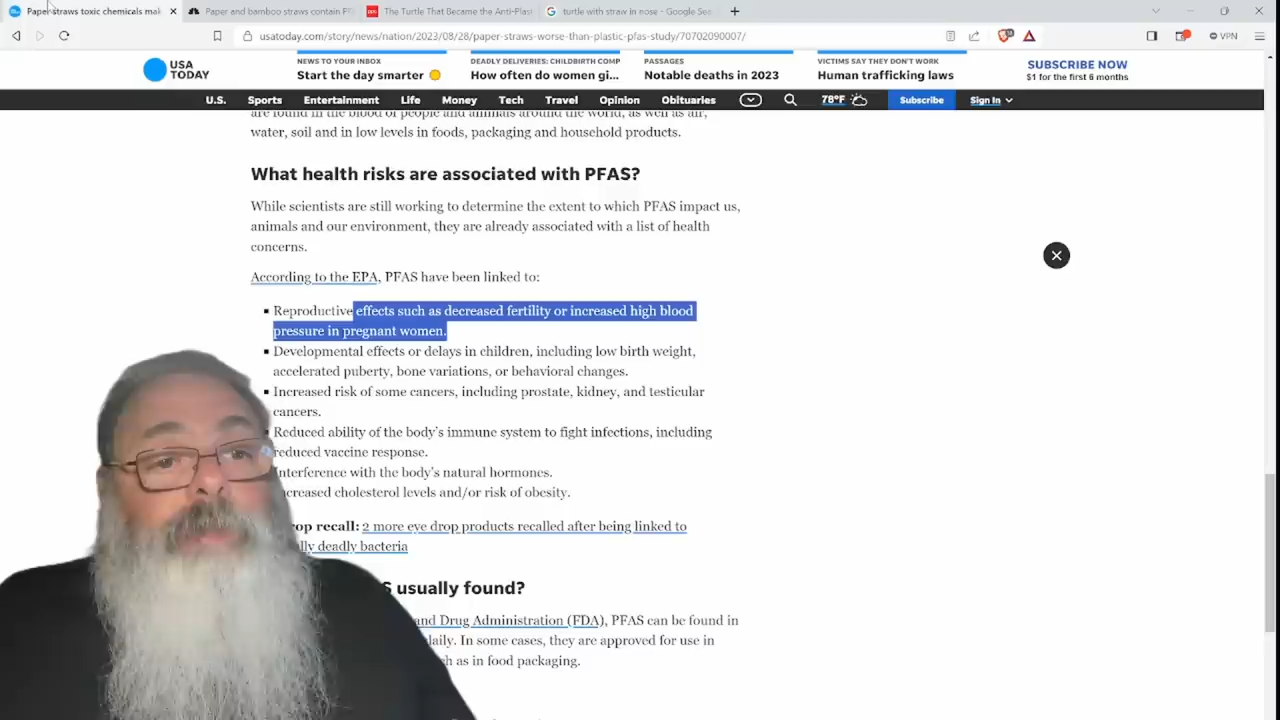 Paper straws toxic chemicals mak
Paper and bamboo straws contain PF
The Turtle That Became the Anti-Plast
turtle with straw in nose - Google Sea
usatoday.com/story/news/nation/2023/08/28/paper-straws-worse-than-plastic-pfas-study/70702090007/
VPN
USA TODAY
NEWS TO YOUR INBOX
Start the day smarter
DEADLY DELIVERIES: CHILDBIRTH COMP
How often do women gi...
PASSAGES
Notable deaths in 2023
VICTIMS SAY THEY DON'T WORK
Human trafficking laws
SUBSCRIBE NOW
$1 for the first 6 months
U.S. Sports Entertainment Life Money Tech Travel Opinion Obituaries 78°F Subscribe Sign In
are found in the blood of people and animals around the world, as well as air,
water, soil and in low levels in foods, packaging and household products.
What health risks are associated with PFAS?
While scientists are still working to determine the extent to which PFAS impact us,
animals and our environment, they are already associated with a list of health
concerns.
According to the EPA, PFAS have been linked to:
Reproductive effects such as decreased fertility or increased high blood
pressure in pregnant women.
Developmental effects or delays in children, including low birth weight,
accelerated puberty, bone variations, or behavioral changes.
Increased risk of some cancers, including prostate, kidney, and testicular
cancers.
Reduced ability of the body's immune system to fight infections, including
reduced vaccine response.
Interference with the body's natural hormones.
ncreased cholesterol levels and/or risk of obesity.
rop recall: 2 more eye drop products recalled after being linked to
lly deadly bacteria
S usually found?
and Drug Administration (FDA), PFAS can be found in
daily. In some cases, they are approved for use in
h as in food packaging.